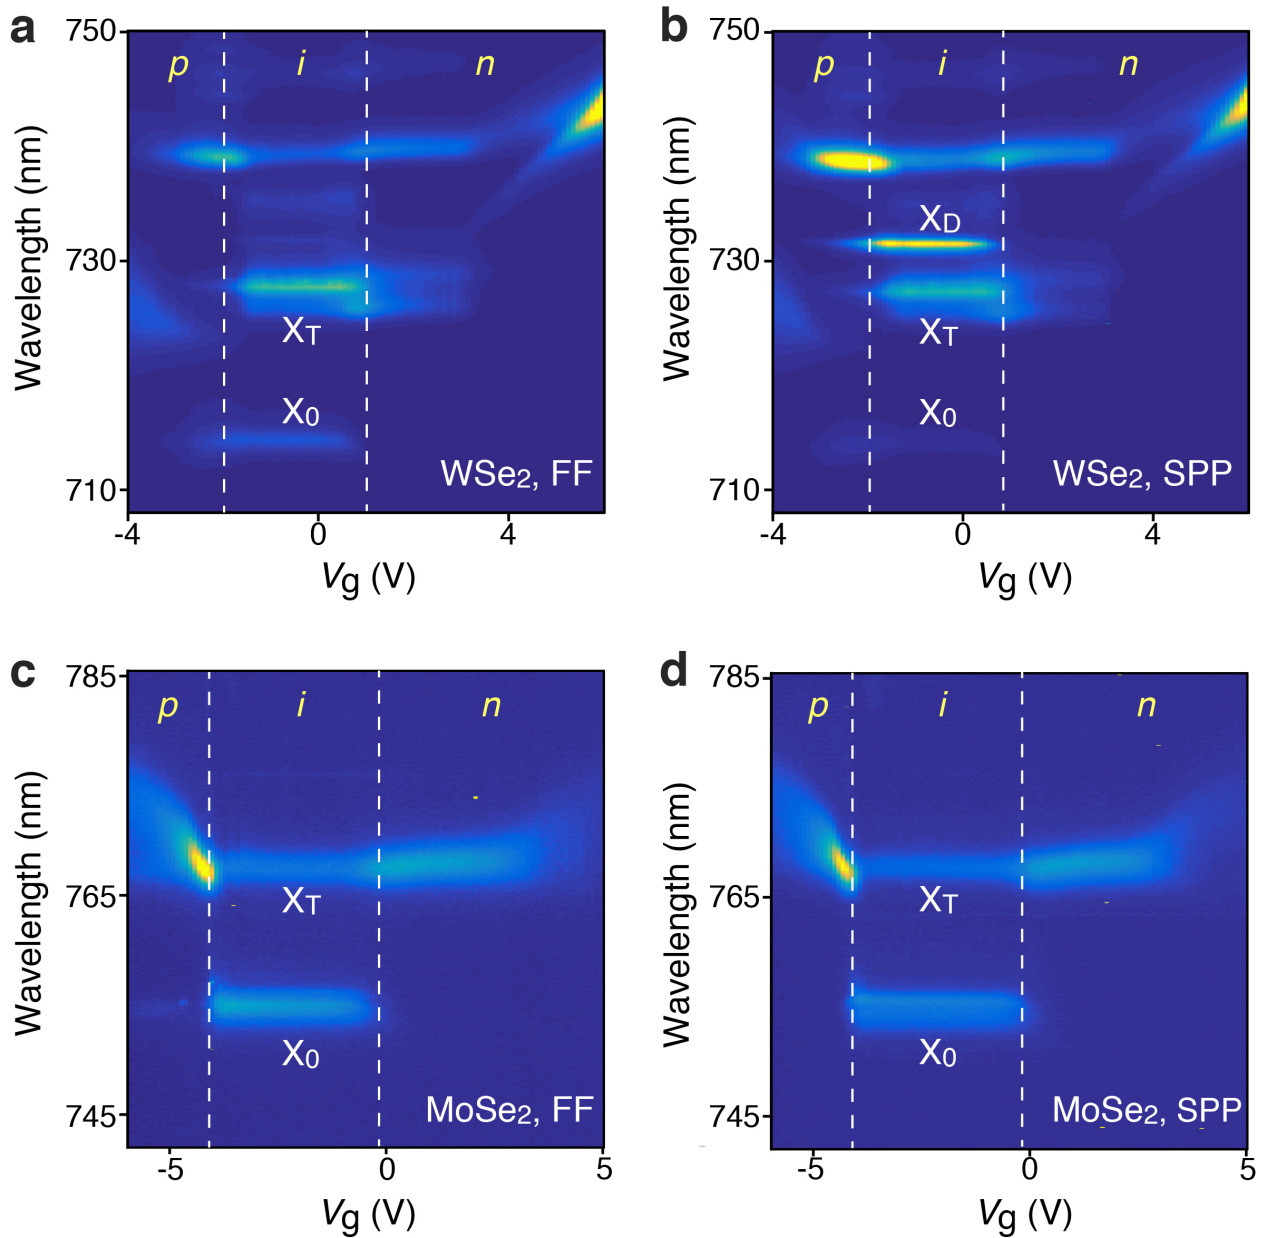 a
750
730
710
Wavelength (nm)
p i n
XT
X0
WSe2, FF
-4 0 4
Vg (V)
b
750
730
710
Wavelength (nm)
p i n
XD
XT
X0
WSe2, SPP
-4 0 4
Vg (V)
c
785
765
745
Wavelength (nm)
p i n
XT
X0
MoSe2, FF
-5 0 5
Vg (V)
d
785
765
745
Wavelength (nm)
p i n
XT
X0
MoSe2, SPP
-5 0 5
Vg (V)